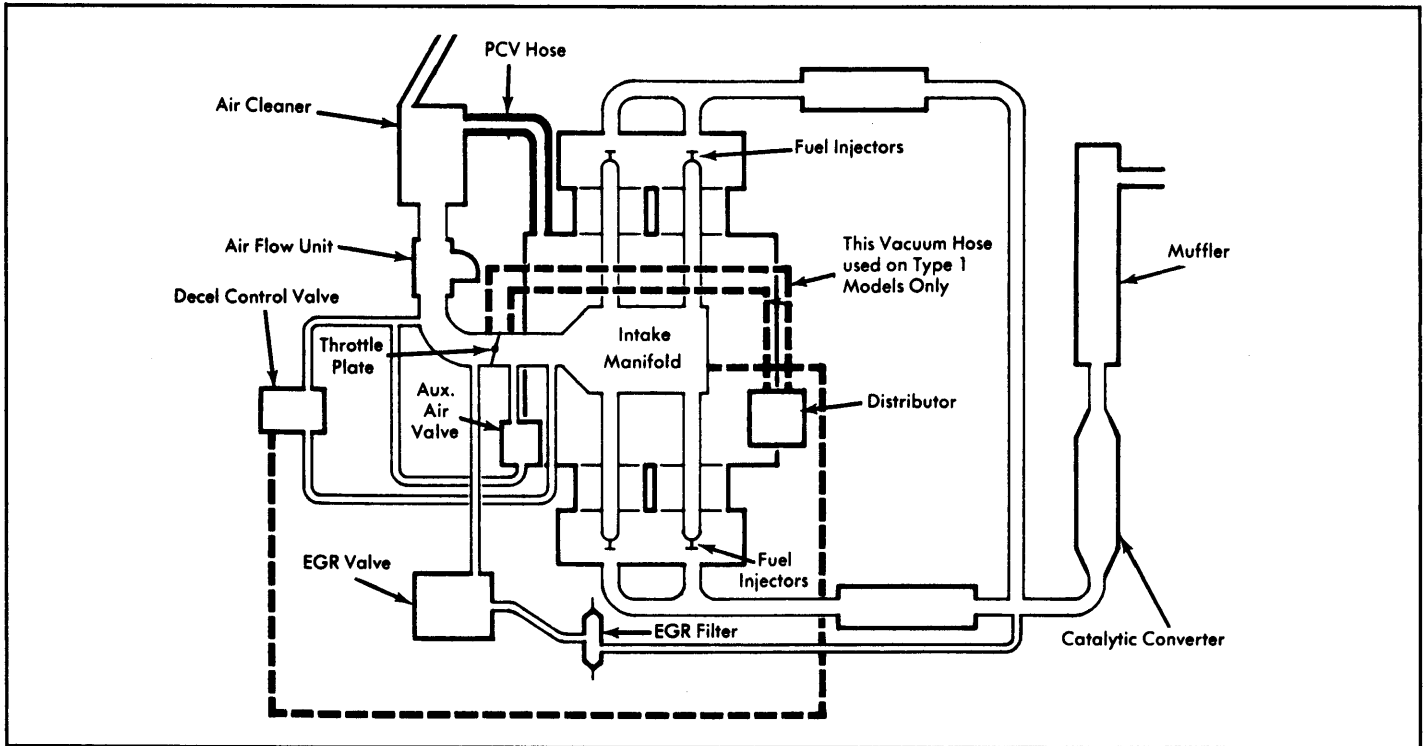 PCV Hose
Air Cleaner
Fuel Injectors
Air Flow Unit
This Vacuum Hose
used on Type 1
Models Only
Muffler
Decel Control Valve
Throttle
Plate
Intake
Manifold
Aux.
Air
Valve
Distributor
EGR Valve
Fuel
Injectors
EGR Filter
Catalytic Converter